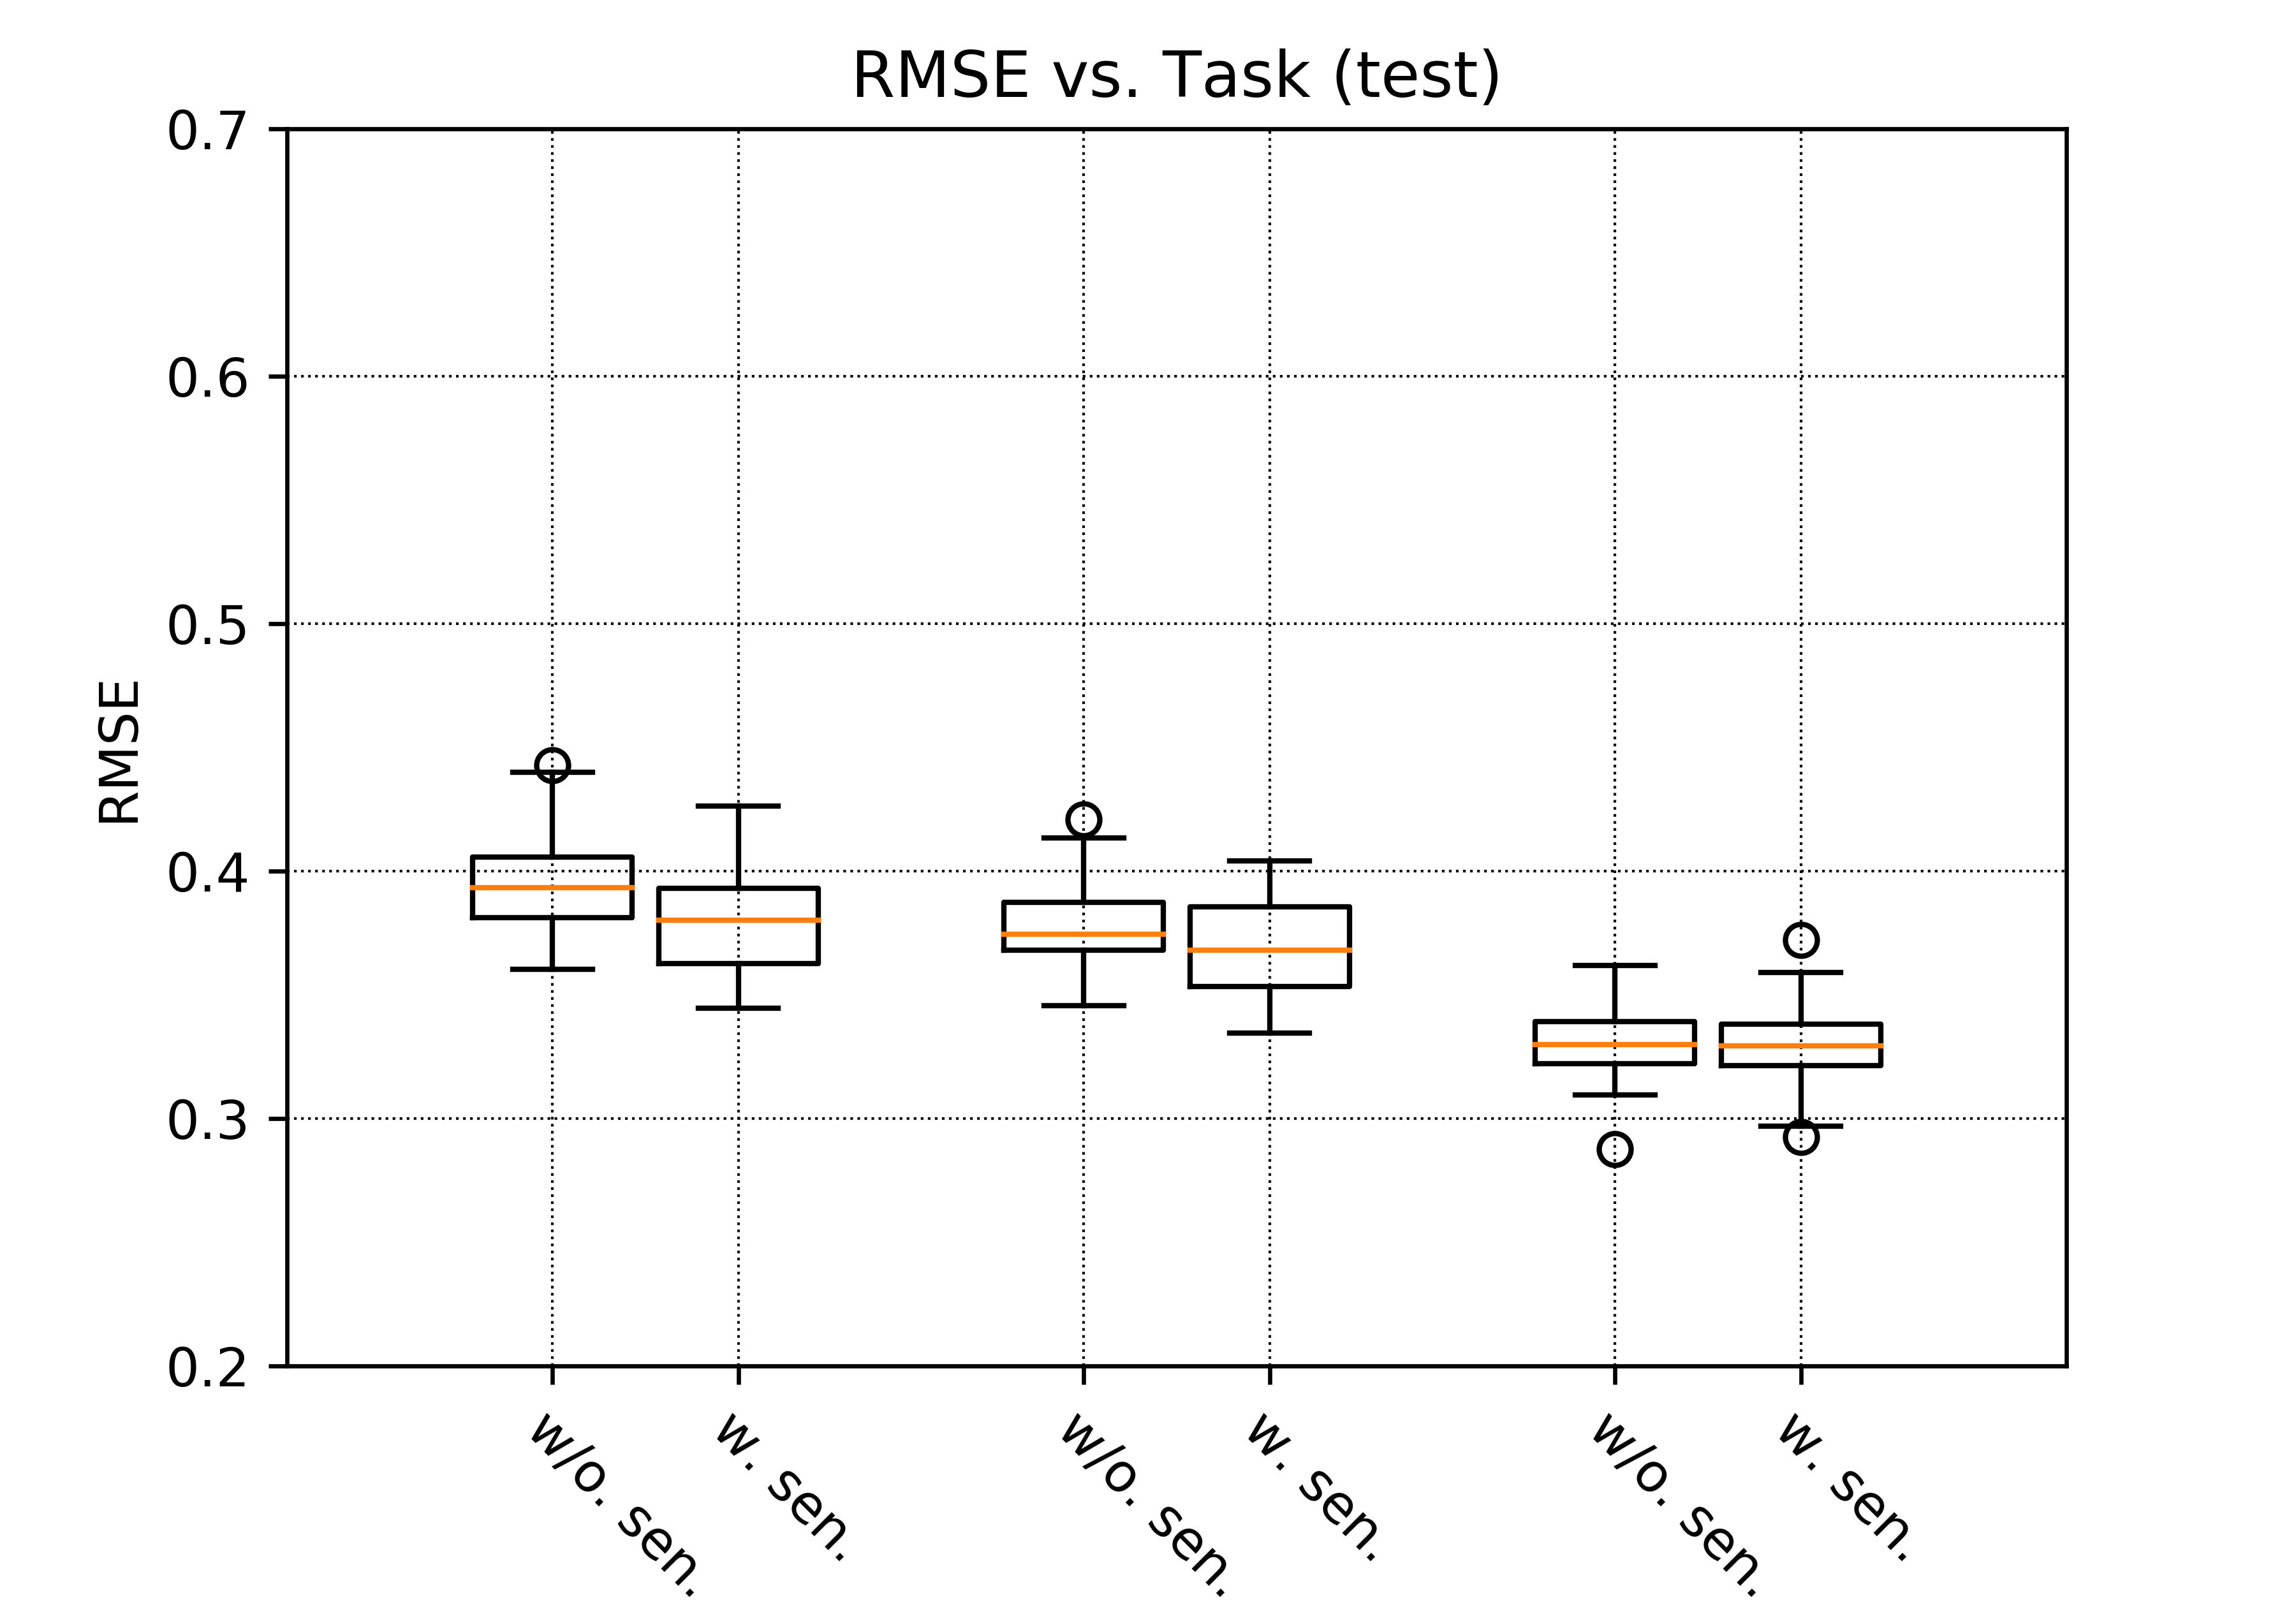 RMSE vs. Task (test)
0.7
0.6
0.5
0.4
0.3
0.2
RMSE
w/o. sen.
w. sen.
w/o. sen.
w. sen.
w/o. sen.
w. sen.